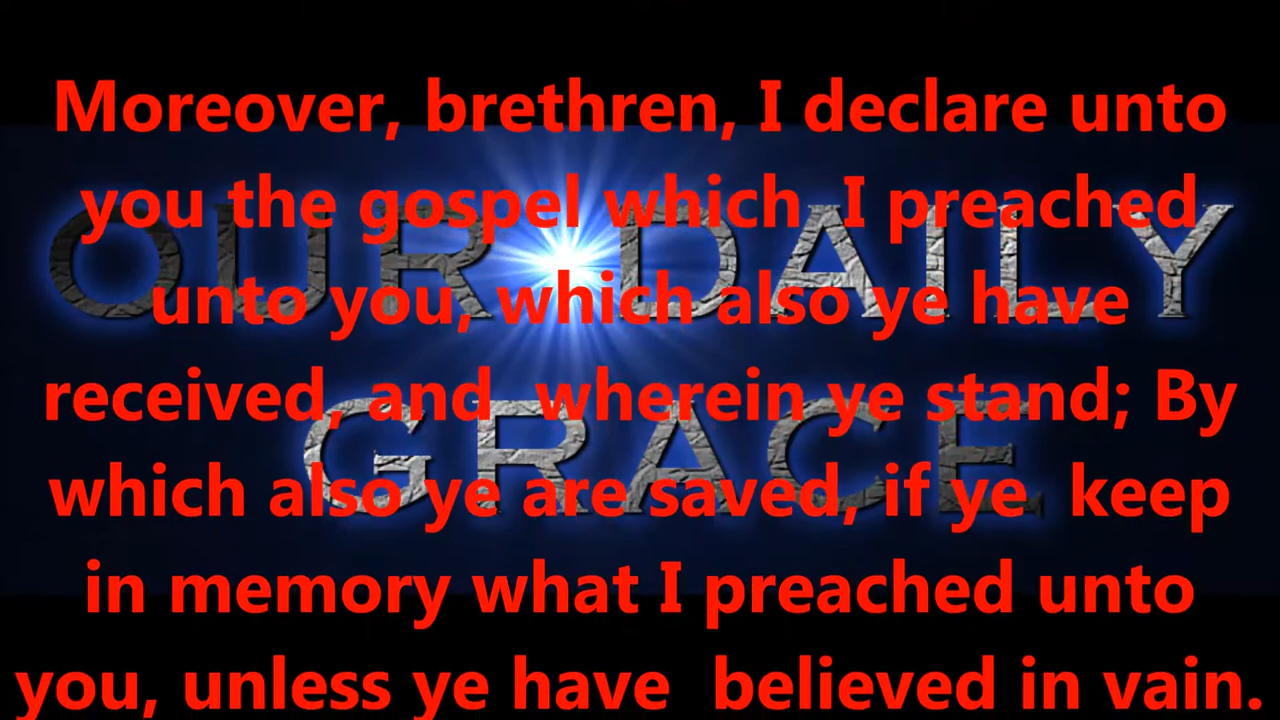 Moreover, brethren, I declare unto
you the gospel which I preached
OUR DAILY
unto you, which also ye have
received, and wherein ye stand; By
GRACE
which also ye are saved, if ye keep
in memory what I preached unto
you, unless ye have believed in vain.